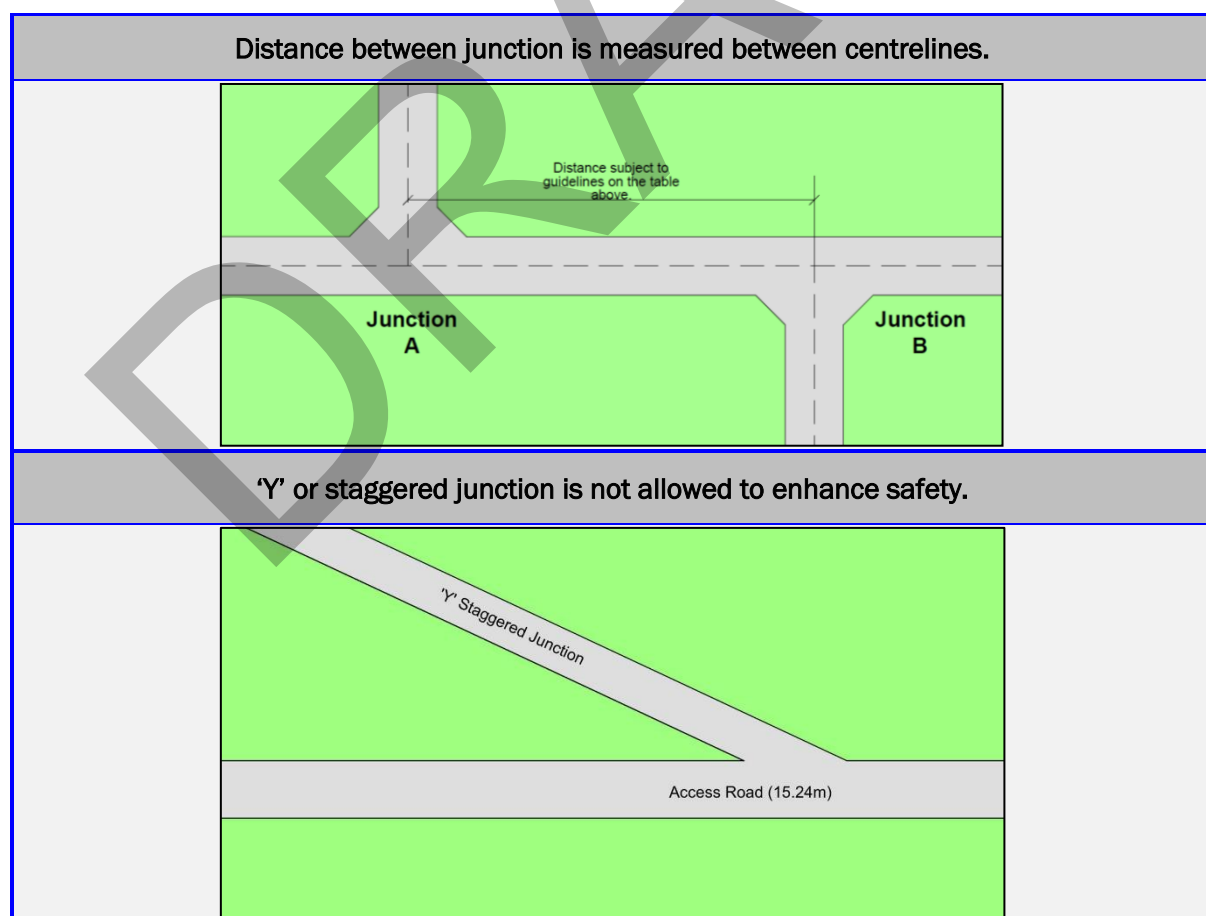 Distance between junction is measured between centrelines.
Distance subject to
guidelines on the table
above.
Junction
A
Junction
B
‘Y’ or staggered junction is not allowed to enhance safety.
'Y' Staggered Junction
Access Road (15.24m)
DRA